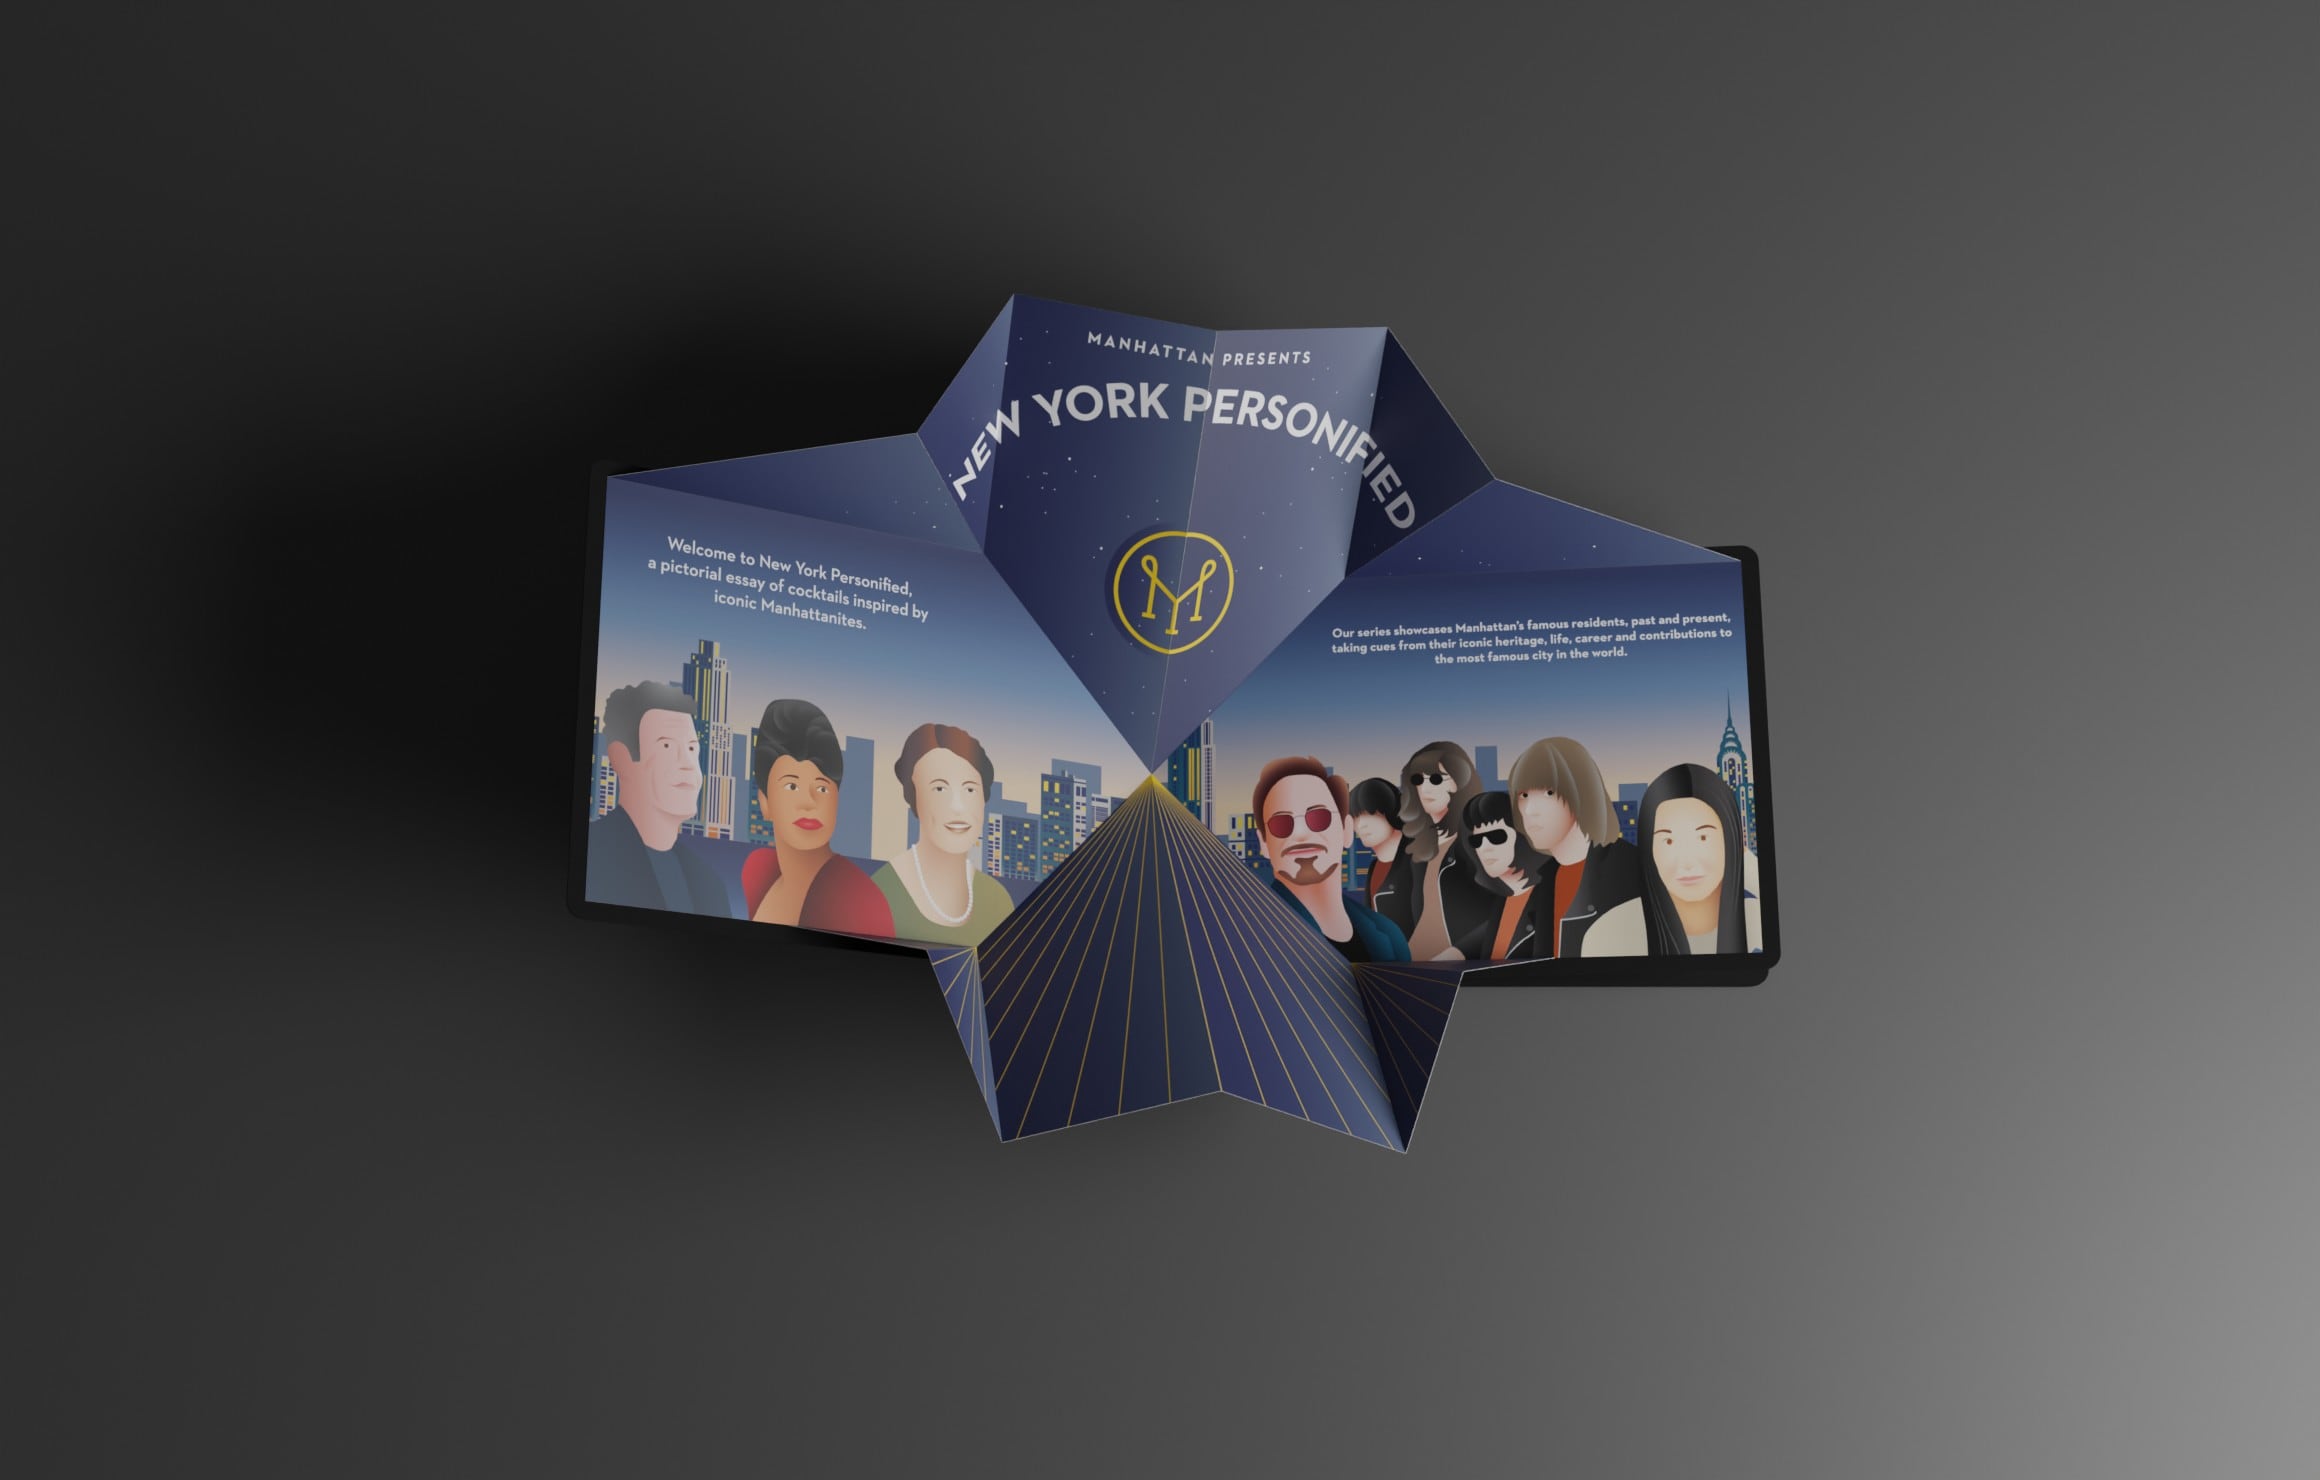 MANHATTAN PRESENTS
NEW YORK PERSONIFIED
Welcome to New York Personified,
a pictorial essay of cocktails inspired by
iconic Manhattanites.
Our series showcases Manhattan's famous residents, past and present,
taking cues from their iconic heritage, life, career and contributions to
the most famous city in the world.
M